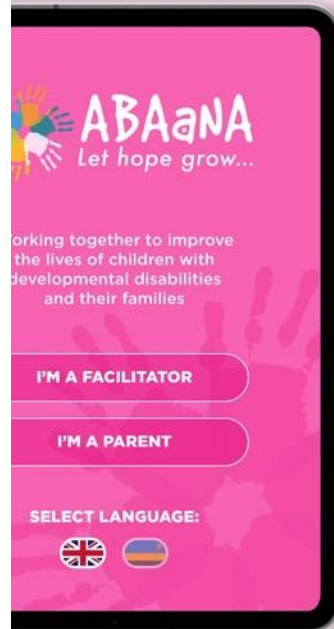 ABAaNA
Let hope grow...
orking together to improve
the lives of children with
developmental disabilities
and their families
I'M A FACILITATOR
I'M A PARENT
SELECT LANGUAGE: